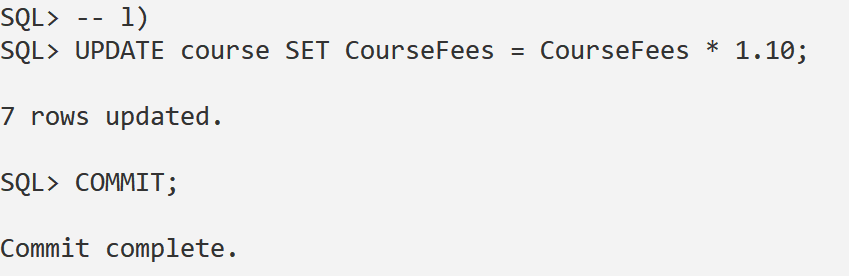 SQL> -- l)
SQL> UPDATE course SET CourseFees = CourseFees * 1.10;
7 rows updated.
SQL> COMMIT;
Commit complete.